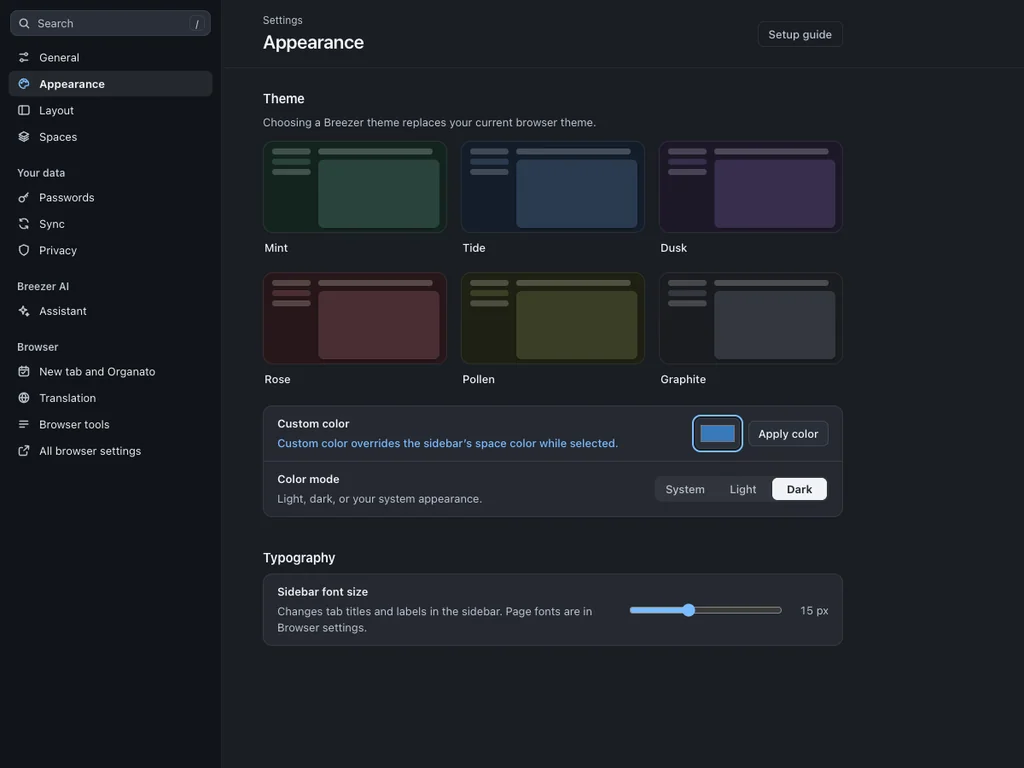 Search /
General
Appearance
Layout
Spaces
Your data
Passwords
Sync
Privacy
Breezer AI
Assistant
Browser
New tab and Organato
Translation
Browser tools
All browser settings
Settings
Appearance
Setup guide
Theme
Choosing a Breezer theme replaces your current browser theme.
Mint
Tide
Dusk
Rose
Pollen
Graphite
Custom color
Custom color overrides the sidebar's space color while selected.
Apply color
Color mode
Light, dark, or your system appearance.
System Light Dark
Typography
Sidebar font size
Changes tab titles and labels in the sidebar. Page fonts are in
Browser settings.
15 px